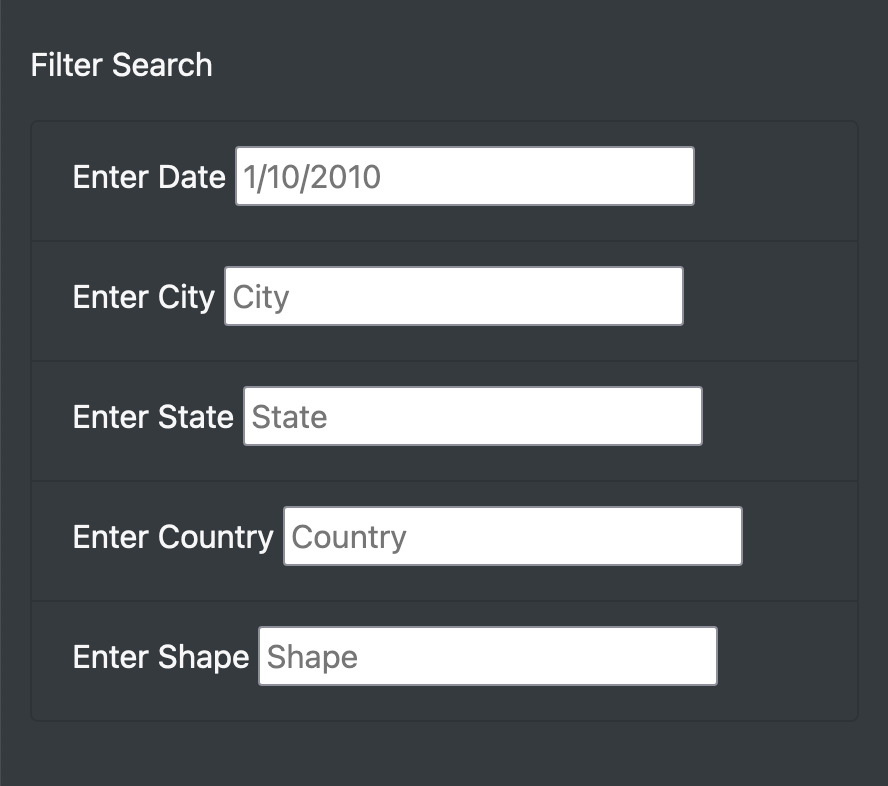 Filter Search
Enter Date 1/10/2010
Enter City City
Enter State State
Enter Country Country
Enter Shape Shape